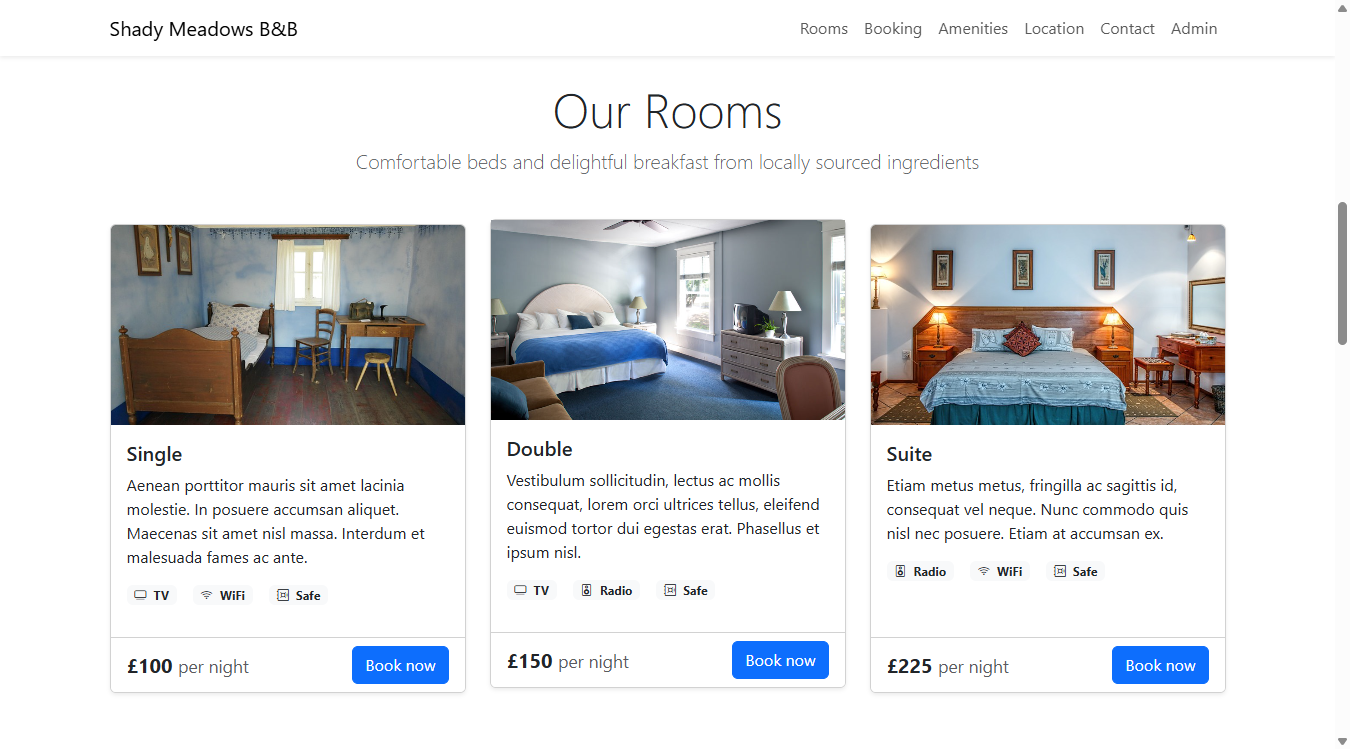 Shady Meadows B&B
Rooms Booking Amenities Location Contact Admin
Our Rooms
Comfortable beds and delightful breakfast from locally sourced ingredients
Single
Aenean porttitor mauris sit amet lacinia
molestie. In posuere accumsan aliquet.
Maecenas sit amet nisl massa. Interdum et
malesuada fames ac ante.
TV WiFi Safe
£100 per night Book now
Double
Vestibulum sollicitudin, lectus ac mollis
consequat, lorem orci ultrices tellus, eleifend
euismod tortor dui egestas erat. Phasellus et
ipsum nisl.
TV Radio Safe
£150 per night Book now
Suite
Etiam metus metus, fringilla ac sagittis id,
consequat vel neque. Nunc commodo quis
nisl nec posuere. Etiam at accumsan ex.
Radio WiFi Safe
£225 per night Book now